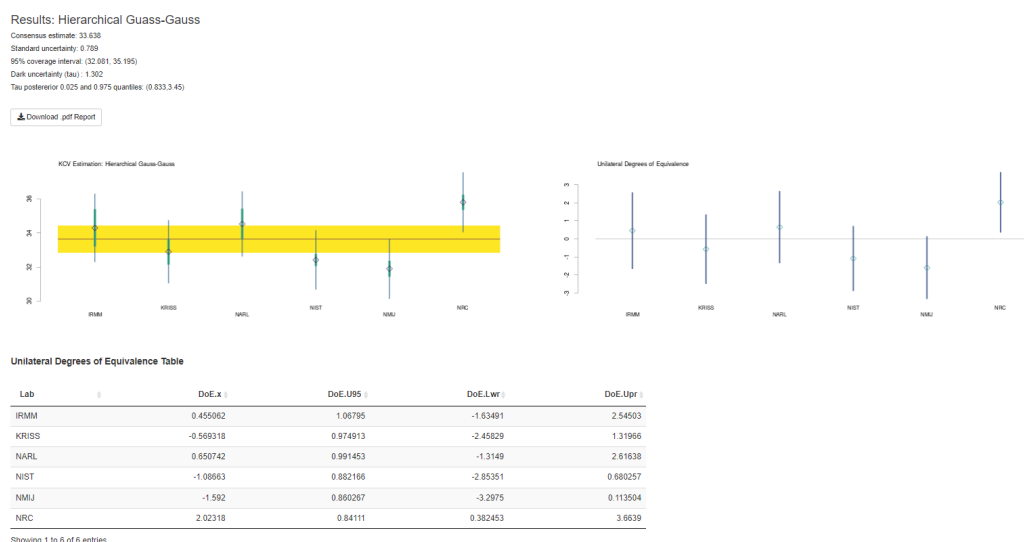 Results: Hierarchical Guass-Gauss
Consensus estimate: 33.638
Standard uncertainty: 0.789
95% coverage interval: (32.081, 35.195)
Dark uncertainty (tau) : 1.302
Tau postererior 0.025 and 0.975 quantiles: (0.833,3.45)
Download .pdf Report
KCV Estimation: Hierarchical Gauss-Gauss
36
34
32
30
IRMM
KRISS
NARL
NIST
NMIJ
NRC
Unilateral Degrees of Equivalence
3
2
1
0
-1
-2
-3
IRMM
KRISS
NARL
NIST
NMIJ
NRC
Unilateral Degrees of Equivalence Table
Lab DoE.x DoE.U95 DoE.Lwr DoE.Upr
IRMM 0.455062 1.06795 -1.63491 2.54503
KRISS -0.569318 0.974913 -2.45829 1.31966
NARL 0.650742 0.991453 -1.3149 2.61638
NIST -1.08663 0.882166 -2.85351 0.680257
NMIJ -1.592 0.860267 -3.2975 0.113504
NRC 2.02318 0.84111 0.382453 3.6639
Showing 1 to 6 of 6 entries